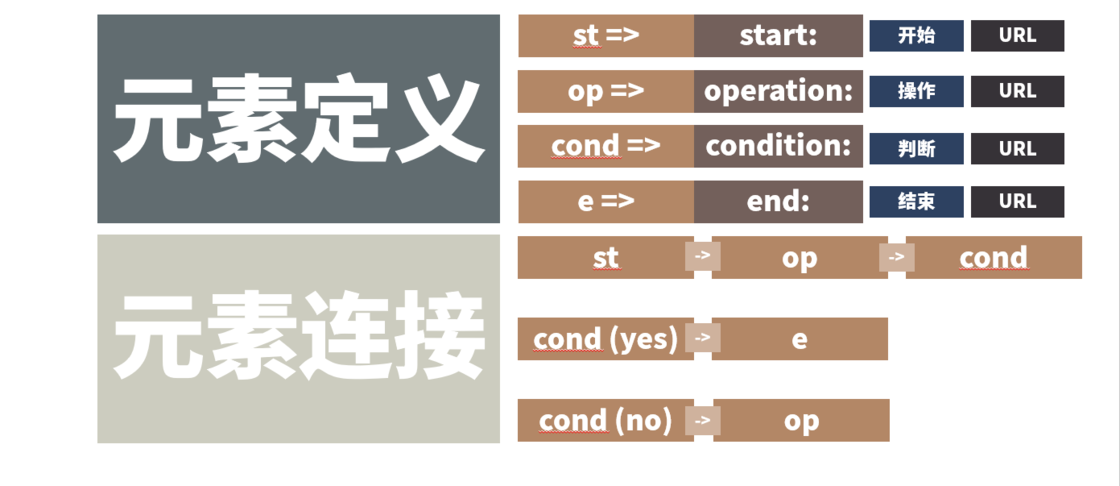 元素定义
st => start: 开始 URL
op => operation: 操作 URL
cond => condition: 判断 URL
e => end: 结束 URL
元素连接
st -> op -> cond
cond (yes) -> e
cond (no) -> op